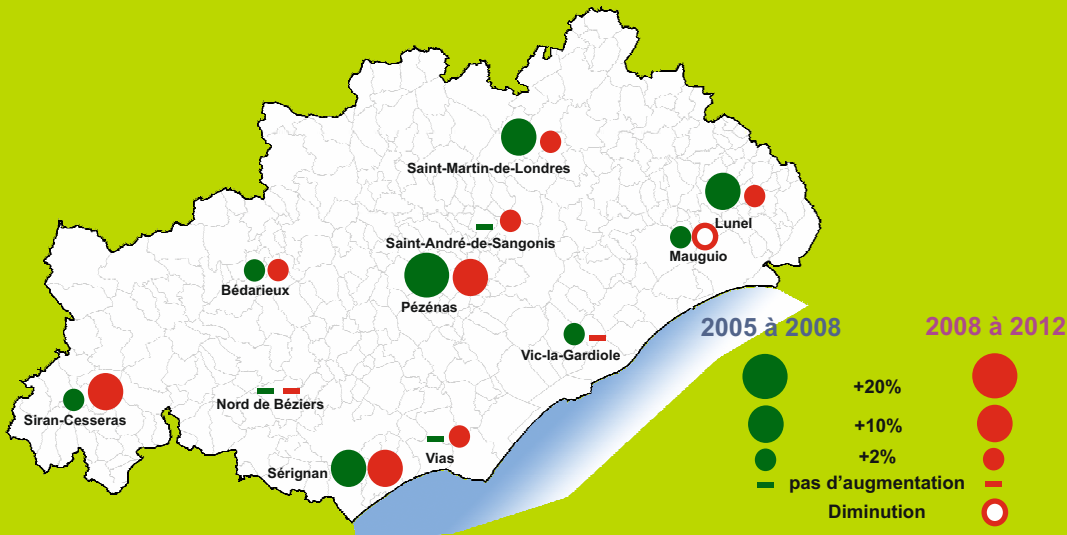 Saint-Martin-de-Londres
Lunel
Saint-André-de-Sangonis
Mauguio
Bédarieux
Pézénas
2005 à 2008
2008 à 2012
Vic-la-Gardiole
+20%
Nord de Béziers
Siran-Cesseras
+10%
Vias
+2%
Sérignan
pas d'augmentation
Diminution